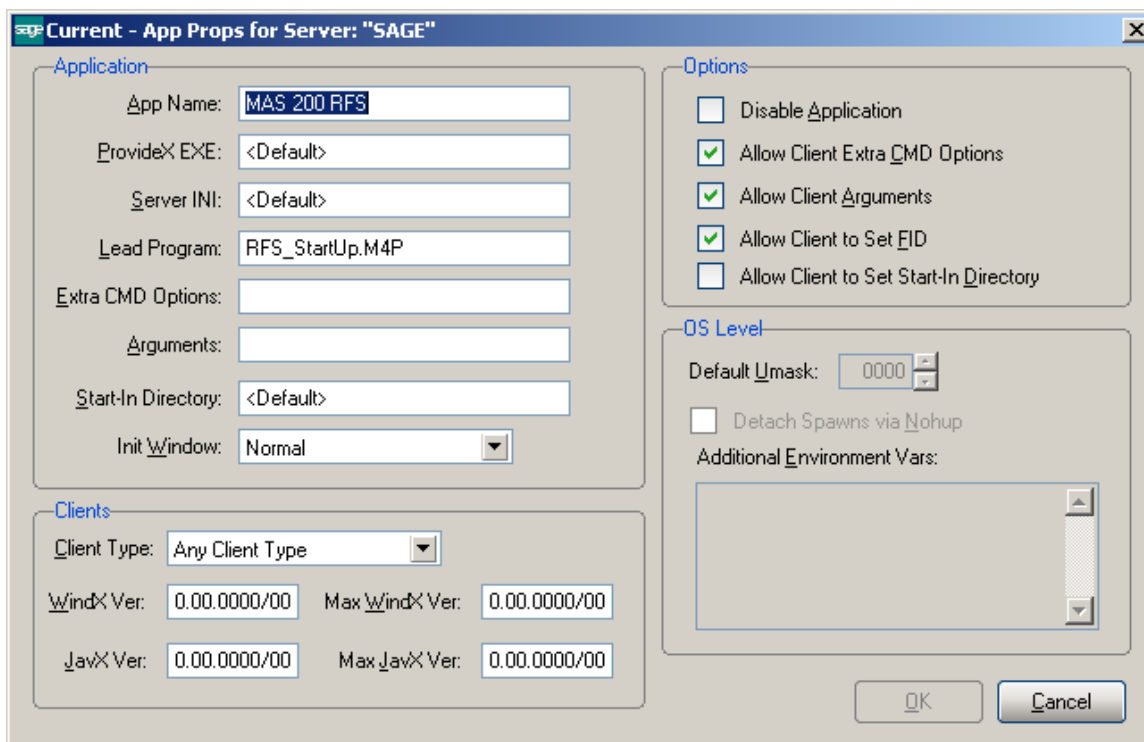 sage Current - App Props for Server: "SAGE"
Application
App Name: MAS 200 RFS
ProvideX EXE: <Default>
Server INI: <Default>
Lead Program: RFS_StartUp.M4P
Extra CMD Options:
Arguments:
Start-In Directory: <Default>
Init Window: Normal
Clients
Client Type: Any Client Type
WindX Ver: 0.00.0000/00 Max WindX Ver: 0.00.0000/00
JavX Ver: 0.00.0000/00 Max JavX Ver: 0.00.0000/00
Options
Disable Application
Allow Client Extra CMD Options
Allow Client Arguments
Allow Client to Set FID
Allow Client to Set Start-In Directory
OS Level
Default Umask: 0000
Detach Spawns via Nohup
Additional Environment Vars:
OK Cancel